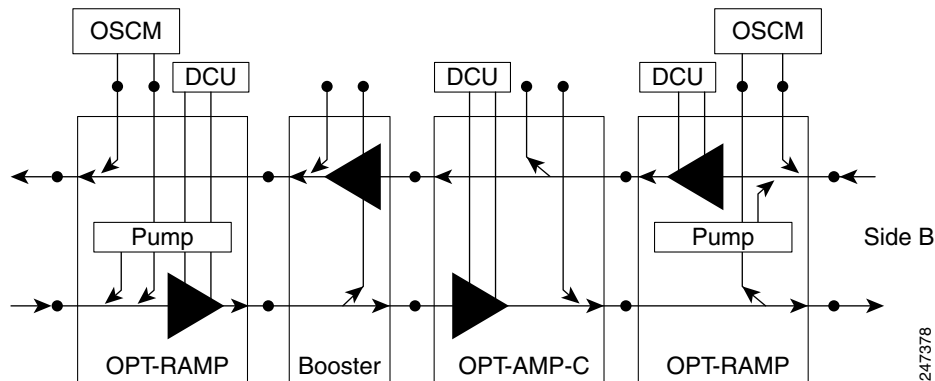 OSCM
OSCM
DCU
DCU
DCU
Pump
Pump
Side B
OPT-RAMP
Booster
OPT-AMP-C
OPT-RAMP
247378